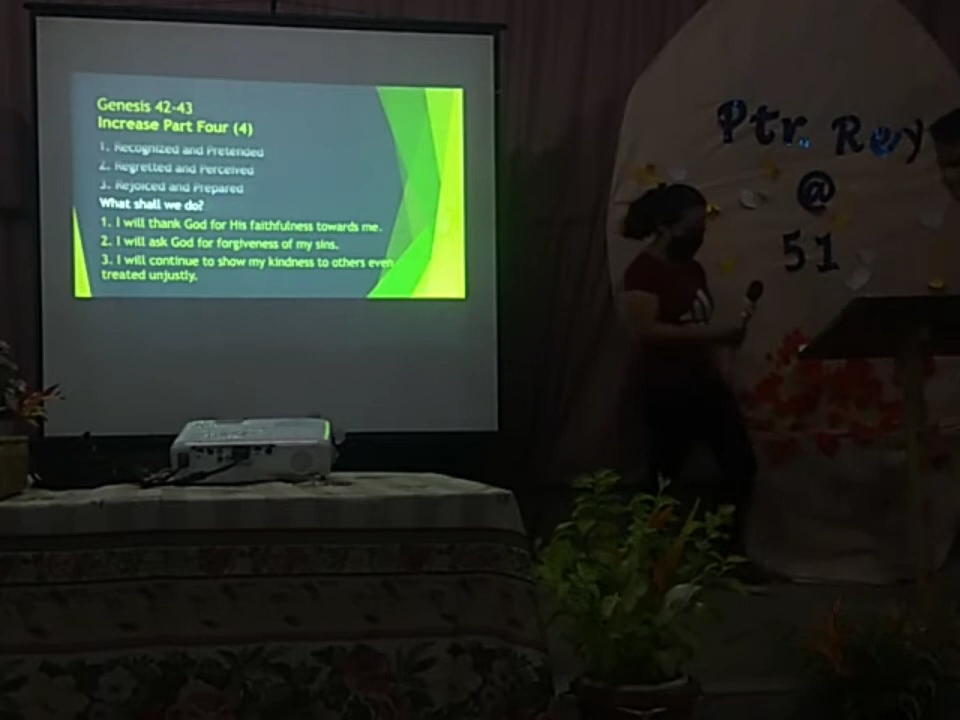 Genesis 42-43
Increase Part Four (4)
1. Recognized and Pretended
2. Regretted and Perceived
3. Rejoiced and Prepared
What shall we do?
1. I will thank God for His faithfulness towards me.
2. I will ask God for forgiveness of my sins.
3. I will continue to show my kindness to others even
treated unjustly.
Ptr. Rey
@
51